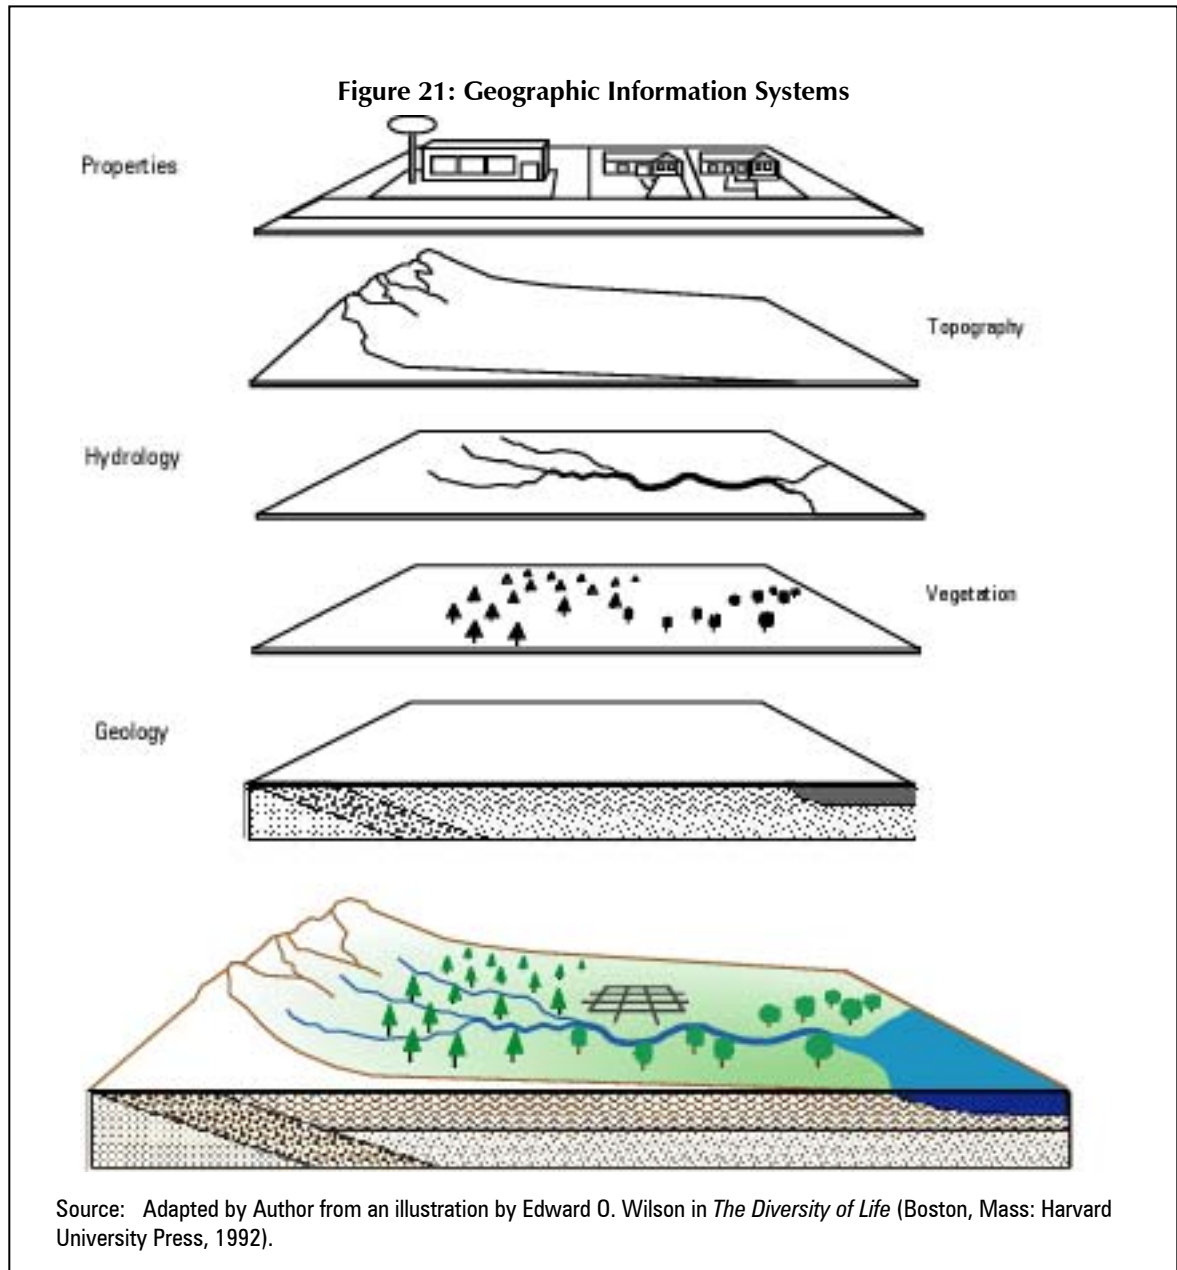 Figure 21: Geographic Information Systems
Properties
Topography
Hydrology
Vegetation
Geology
Source: Adapted by Author from an illustration by Edward O. Wilson in The Diversity of Life (Boston, Mass: Harvard
University Press, 1992).